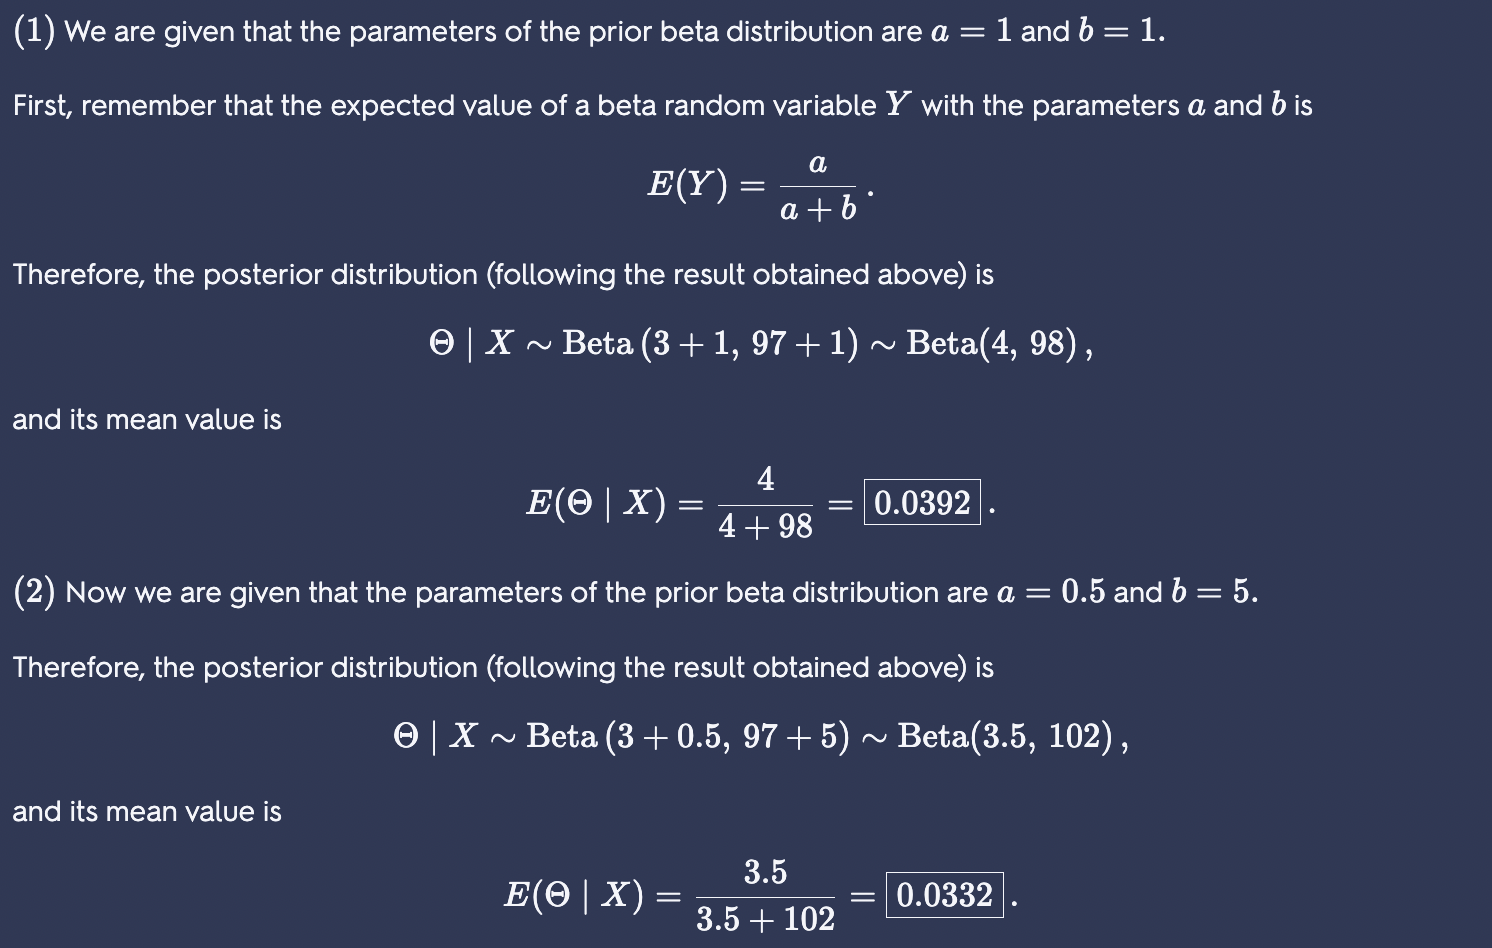 (1) We are given that the parameters of the prior beta distribution are a = 1 and b = 1.
First, remember that the expected value of a beta random variable Y with the parameters a and b is
E(Y) = a / (a + b) .
Therefore, the posterior distribution (following the result obtained above) is
Θ | X ∼ Beta (3 + 1, 97 + 1) ∼ Beta(4, 98) ,
and its mean value is
E(Θ | X) = 4 / (4 + 98) = 0.0392 .
(2) Now we are given that the parameters of the prior beta distribution are a = 0.5 and b = 5.
Therefore, the posterior distribution (following the result obtained above) is
Θ | X ∼ Beta (3 + 0.5, 97 + 5) ∼ Beta(3.5, 102) ,
and its mean value is
E(Θ | X) = 3.5 / (3.5 + 102) = 0.0332 .